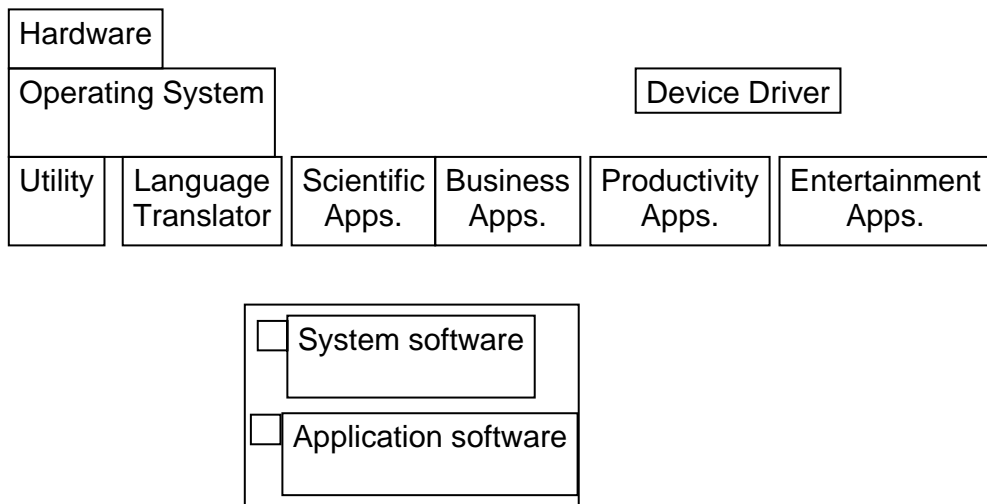 Hardware
Operating System
Device Driver
Utility
Language
Translator
Scientific
Apps.
Business
Apps.
Productivity
Apps.
Entertainment
Apps.
System software
Application software